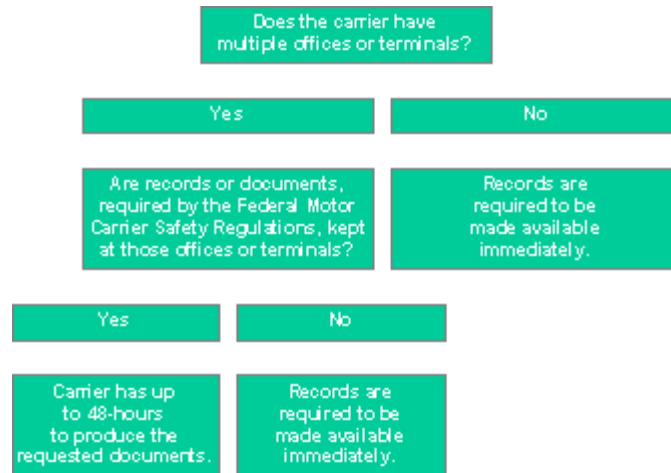 Does the carrier have
multiple offices or terminals?
Yes
No
Are records or documents,
required by the Federal Motor
Carrier Safety Regulations, kept
at those offices or terminals?
Records are
required to be
made available
immediately.
Yes
No
Carrier has up
to 48-hours
to produce the
requested documents.
Records are
required to be
made available
immediately.